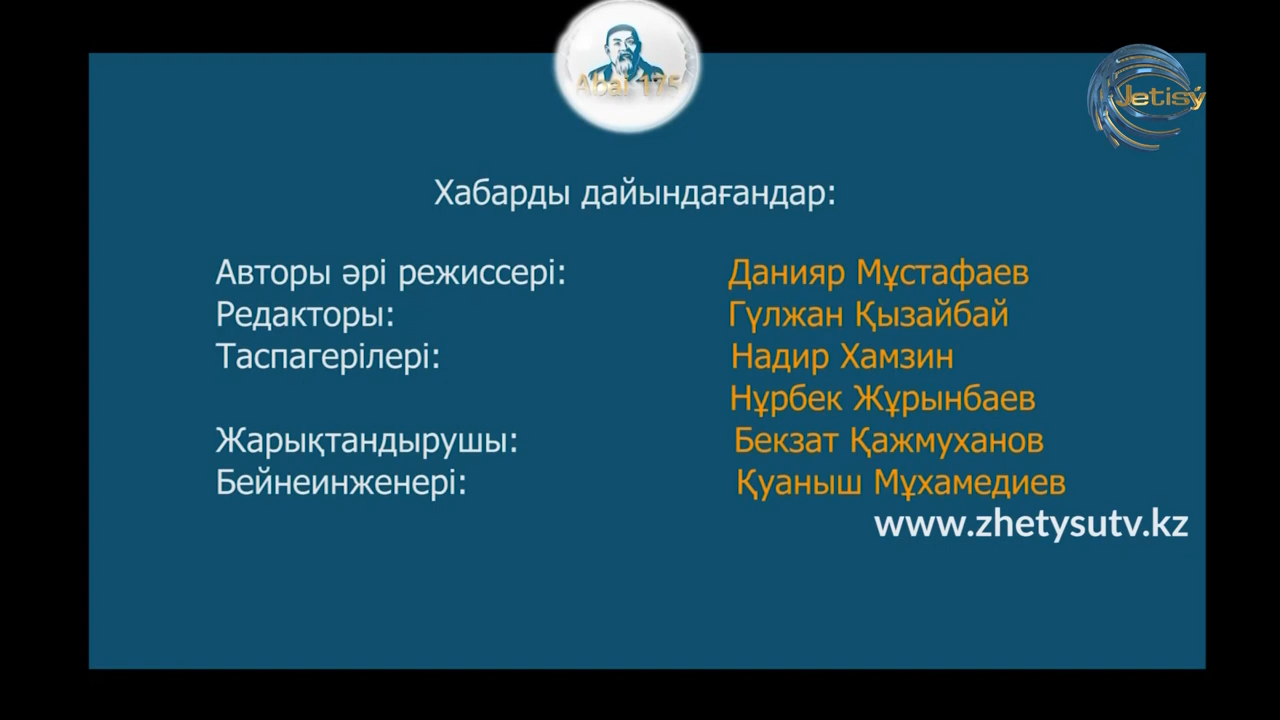 Abai 175
Jetisý
Хабарды дайындағандар:
Авторы әрі режиссері: Данияр Мұстафаев
Редакторы: Гүлжан Қызайбай
Таспагерілері: Надир Хамзин
Нұрбек Жұрынбаев
Жарықтандырушы: Бекзат Қажмуханов
Бейнеинженері: Қуаныш Мұхамедиев
www.zhetysutv.kz